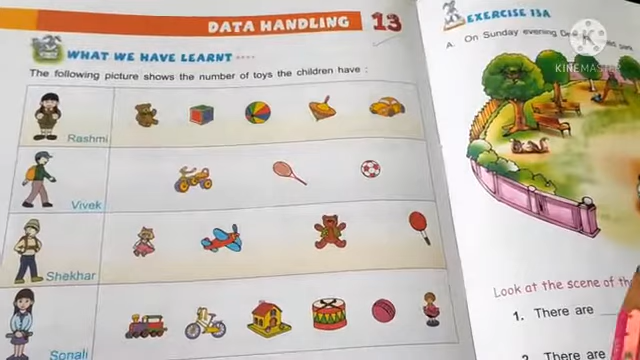 DATA HANDLING 13
WHAT WE HAVE LEARNT ....
The following picture shows the number of toys the children have :
Rashmi
Vivek
Shekhar
Sonali
EXERCISE 13A
A. On Sunday evening
KINEMASTER
Look at the scene of
1. There are
2. There are